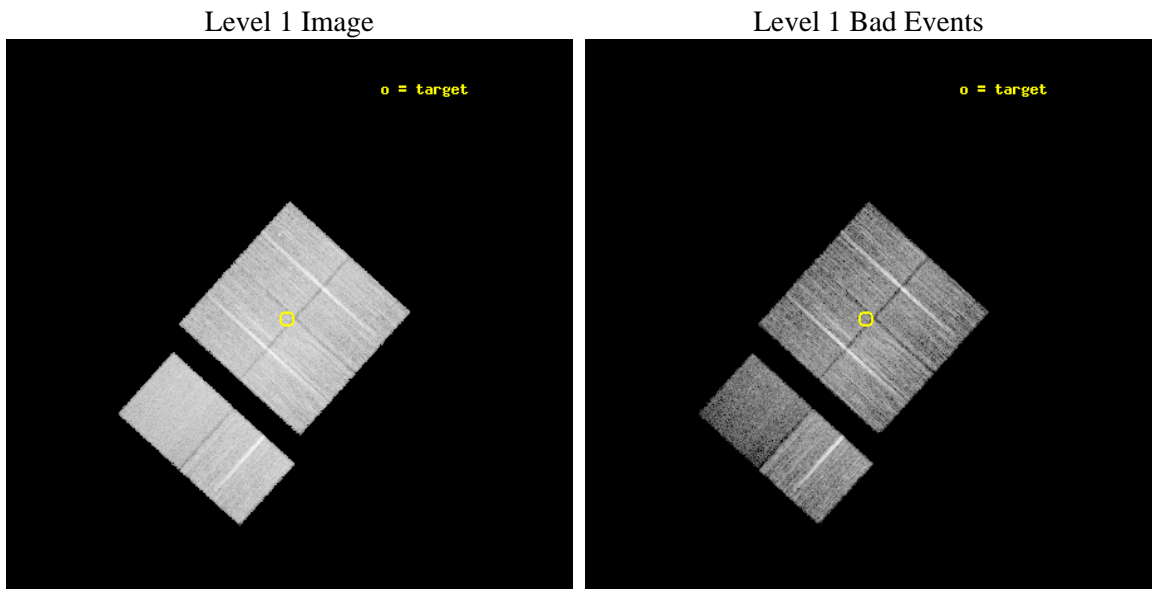 Level 1 Image
Level 1 Bad Events
o = target
o = target